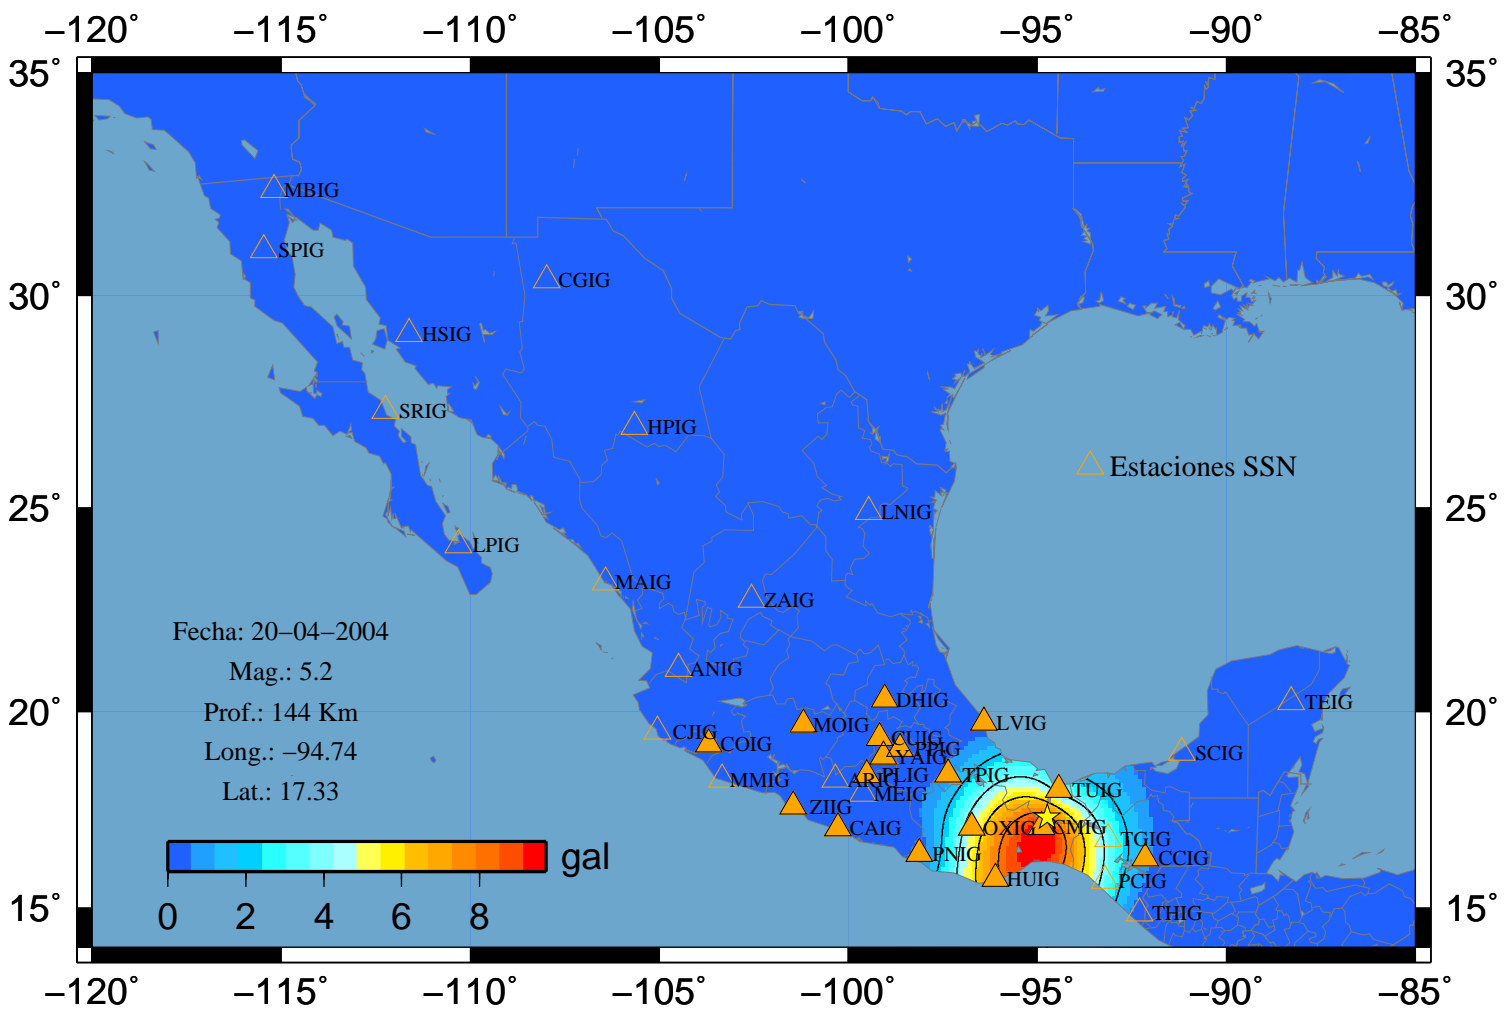 −120° −115° −110° −105° −100° −95° −90° −85°
35° 35°
MBIG
SPIG
CGIG
30° 30°
HSIG
SRIG
HPIG
Estaciones SSN
25° LNIG 25°
LPIG
MAIG
ZAIG
Fecha: 20−04−2004
Mag.: 5.2
ANIG
DHIG
TEIG
Prof.: 144 Km
20° 20°
MOIG
LVIG
CJIG
CUIG
COIG
PPIG
SCIG
Long.: −94.74
YAIG
PLIG
TPIG
MMIG
ARIG
Lat.: 17.33
MEIG
TUIG
ZIIG
CAIG
OXIG
CMIG
TGIG
PNIG
CCIG
gal
HUIG
PCIG
0 2 4 6 8
15° THIG 15°
−120° −115° −110° −105° −100° −95° −90° −85°